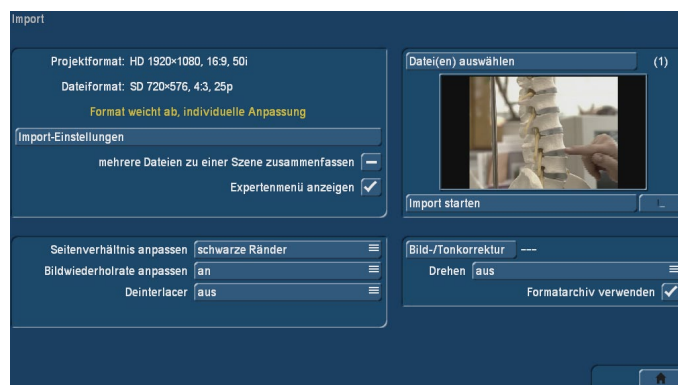 Import
Projektformat: HD 1920×1080, 16:9, 50i
Dateiformat: SD 720×576, 4:3, 25p
Format weicht ab, individuelle Anpassung
Import-Einstellungen
mehrere Dateien zu einer Szene zusammenfassen
Expertenmenü anzeigen
Datei(en) auswählen (1)
Import starten
Seitenverhältnis anpassen schwarze Ränder
Bildwiederholrate anpassen an
Deinterlacer aus
Bild-/Tonkorrektur ---
Drehen aus
Formatarchiv verwenden